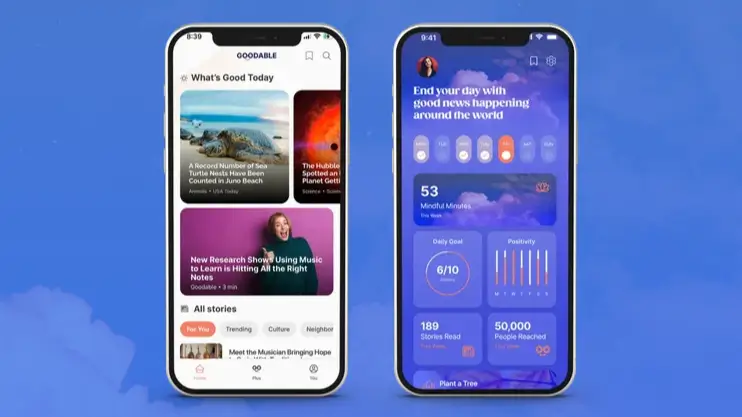 8:39
GOODABLE
What's Good Today
A Record Number of Sea
Turtle Nests Have Been
Counted in Juno Beach
Animals • USA Today
The Hubble
Spotted an
Planet Getti
Science •
New Research Shows Using Music
to Learn is Hitting All the Right
Notes
Goodable • 3 min
All stories
For You
Trending
Culture
Neighbor
Meet the Musician Bringing Hope
Play
You
9:41
End your day with
good news happening
around the world
MON TUE WED THU FRI SAT SUN
53
Mindful Minutes
This Week
Daily Goal
6/10
Positivity
M T W T F S S
189
Stories Read
50,000
People Reached
Plant a Tree